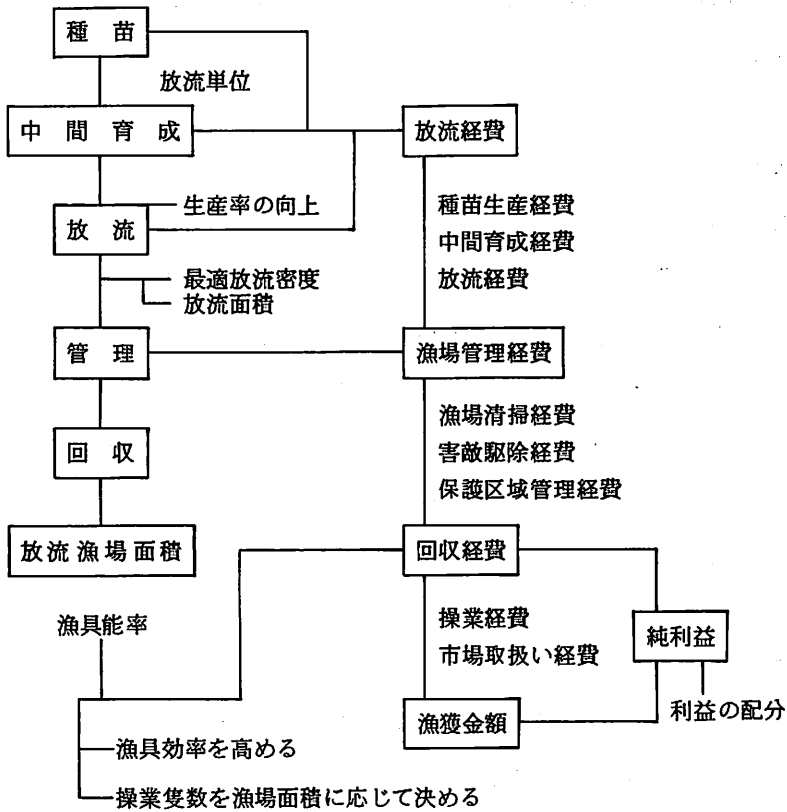 種苗
放流単位
中間育成
放流経費
生産率の向上
放流
種苗生産経費
中間育成経費
放流経費
最適放流密度
放流面積
管理
漁場管理経費
漁場清掃経費
害敵駆除経費
保護区域管理経費
回収
放流漁場面積
回収経費
漁具能率
操業経費
市場取扱い経費
純利益
漁獲金額
利益の配分
漁具効率を高める
操業隻数を漁場面積に応じて決める